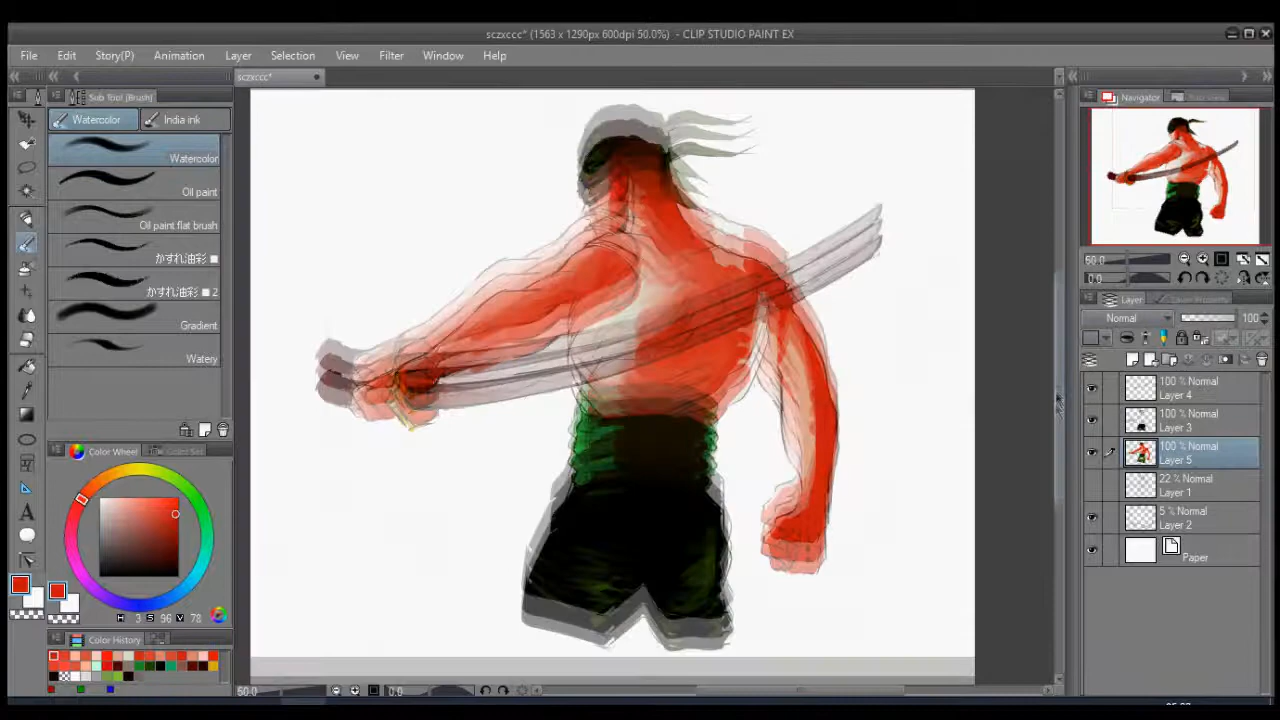 sczxccc* (1563 x 1290px 600dpi 50.0%) - CLIP STUDIO PAINT EX
File Edit Story(P) Animation Layer Selection View Filter Window Help
sczxccc*
Sub Tool [Brush]
Watercolor India ink
Watercolor
Oil paint
Oil paint flat brush
かすれ油彩
かすれ油彩 2
Gradient
Watery
Color Wheel Color Set
H 3 S 96 V 78
Color History
50.0 0.0
Navigator
50.0
0.0
Layer Layer Property
Normal 100
100 % Normal
Layer 4
100 % Normal
Layer 3
100 % Normal
Layer 5
22 % Normal
Layer 1
5 % Normal
Layer 2
Paper